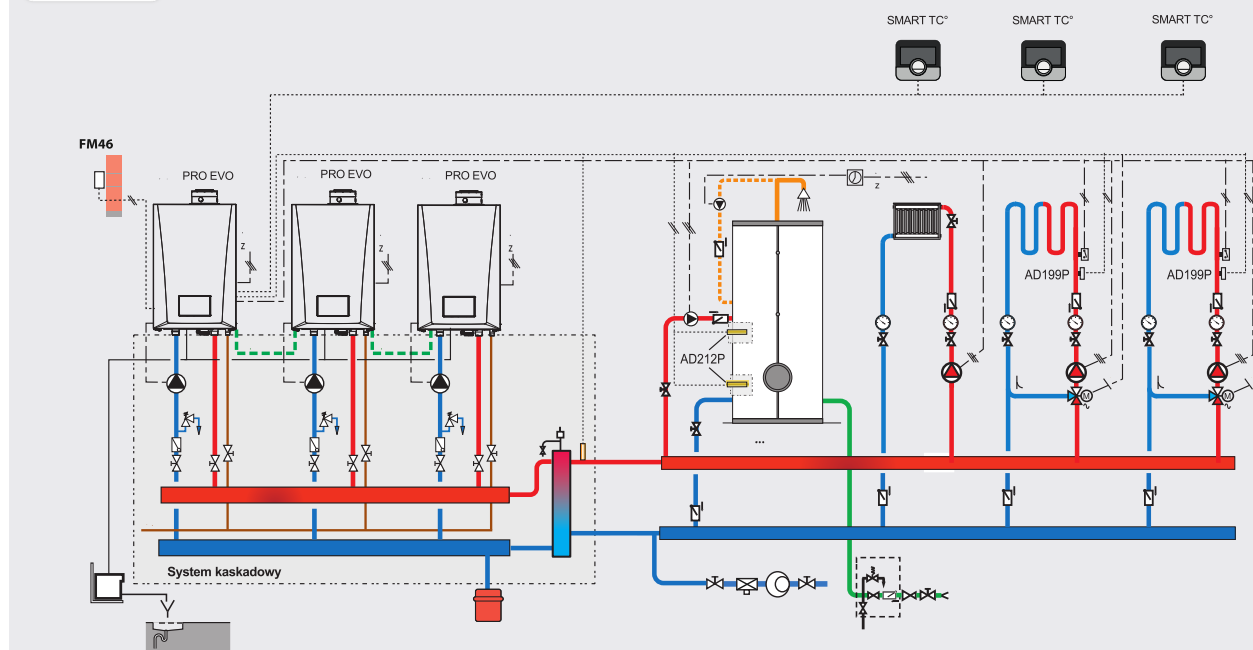 SMART TC° SMART TC° SMART TC°
FM46
PRO EVO PRO EVO PRO EVO
z
z z z
AD199P AD199P
AD212P
M M
...
System kaskadowy